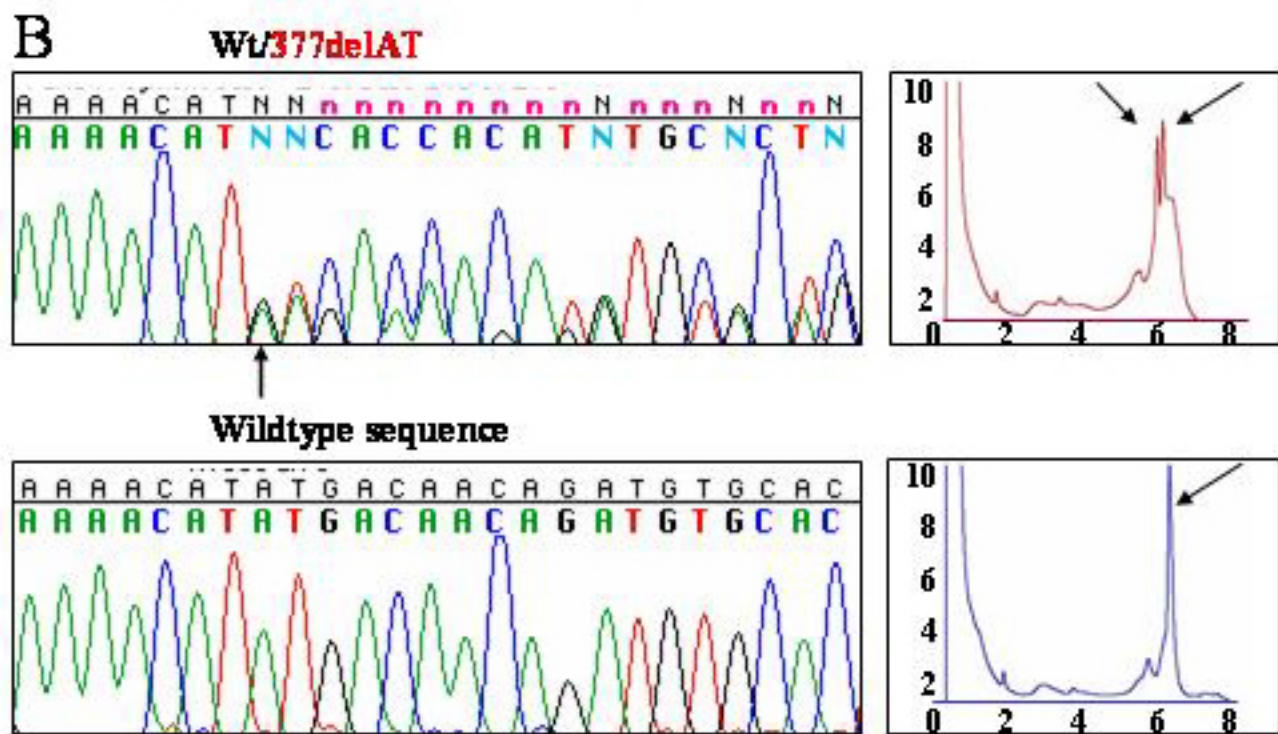 B
Wt/377delAT
A A A A C A T N N n n n n n n n n N n n n N n n N
A A A A C A T N N C A C C A C A T N T G C N C T N
10
8
6
4
2
0 2 4 6 8
Wildtype sequence
A A A A C A T A T G A C A A C A G A T G T G C A C
A A A A C A T A T G A C A A C A G A T G T G C A C
10
8
6
4
2
0 2 4 6 8